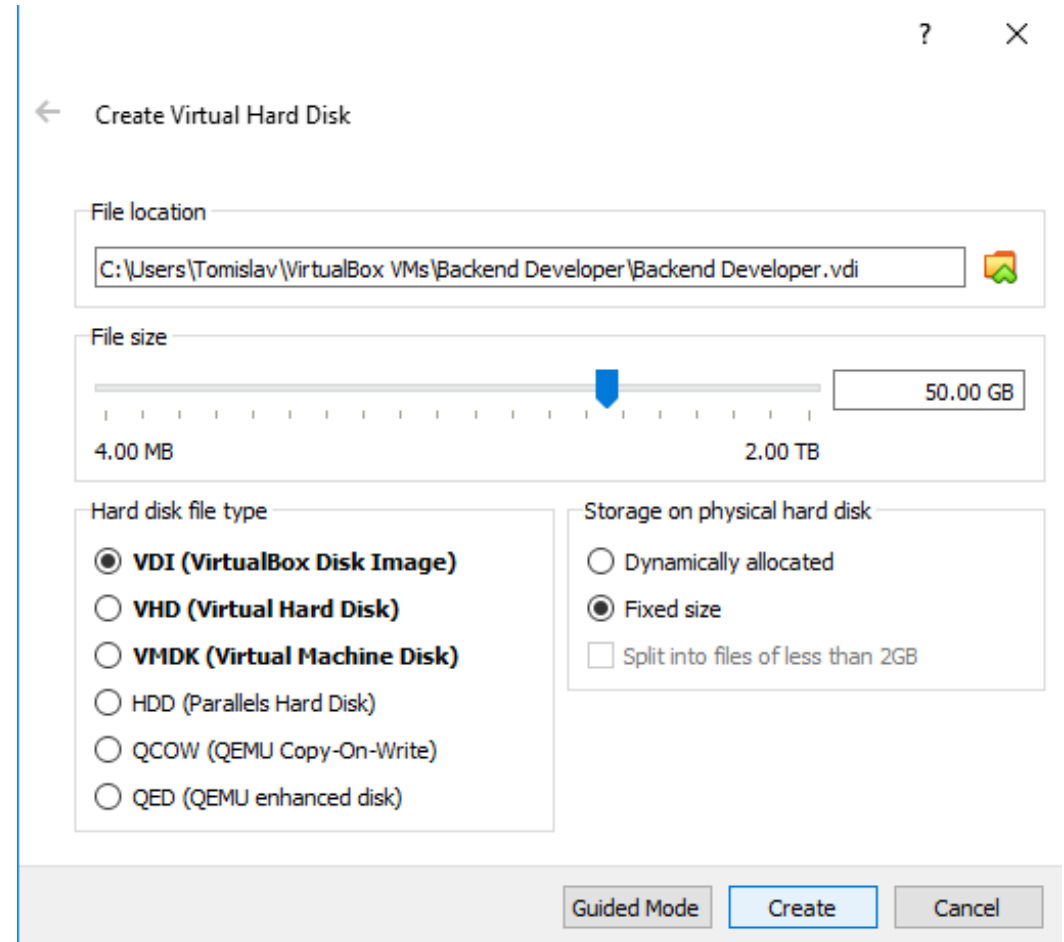 ?
Create Virtual Hard Disk
File location
C:\Users\Tomislav\VirtualBox VMs\Backend Developer\Backend Developer.vdi
File size
50.00 GB
4.00 MB
2.00 TB
Hard disk file type
VDI (VirtualBox Disk Image)
VHD (Virtual Hard Disk)
VMDK (Virtual Machine Disk)
HDD (Parallels Hard Disk)
QCOW (QEMU Copy-On-Write)
QED (QEMU enhanced disk)
Storage on physical hard disk
Dynamically allocated
Fixed size
Split into files of less than 2GB
Guided Mode
Create
Cancel